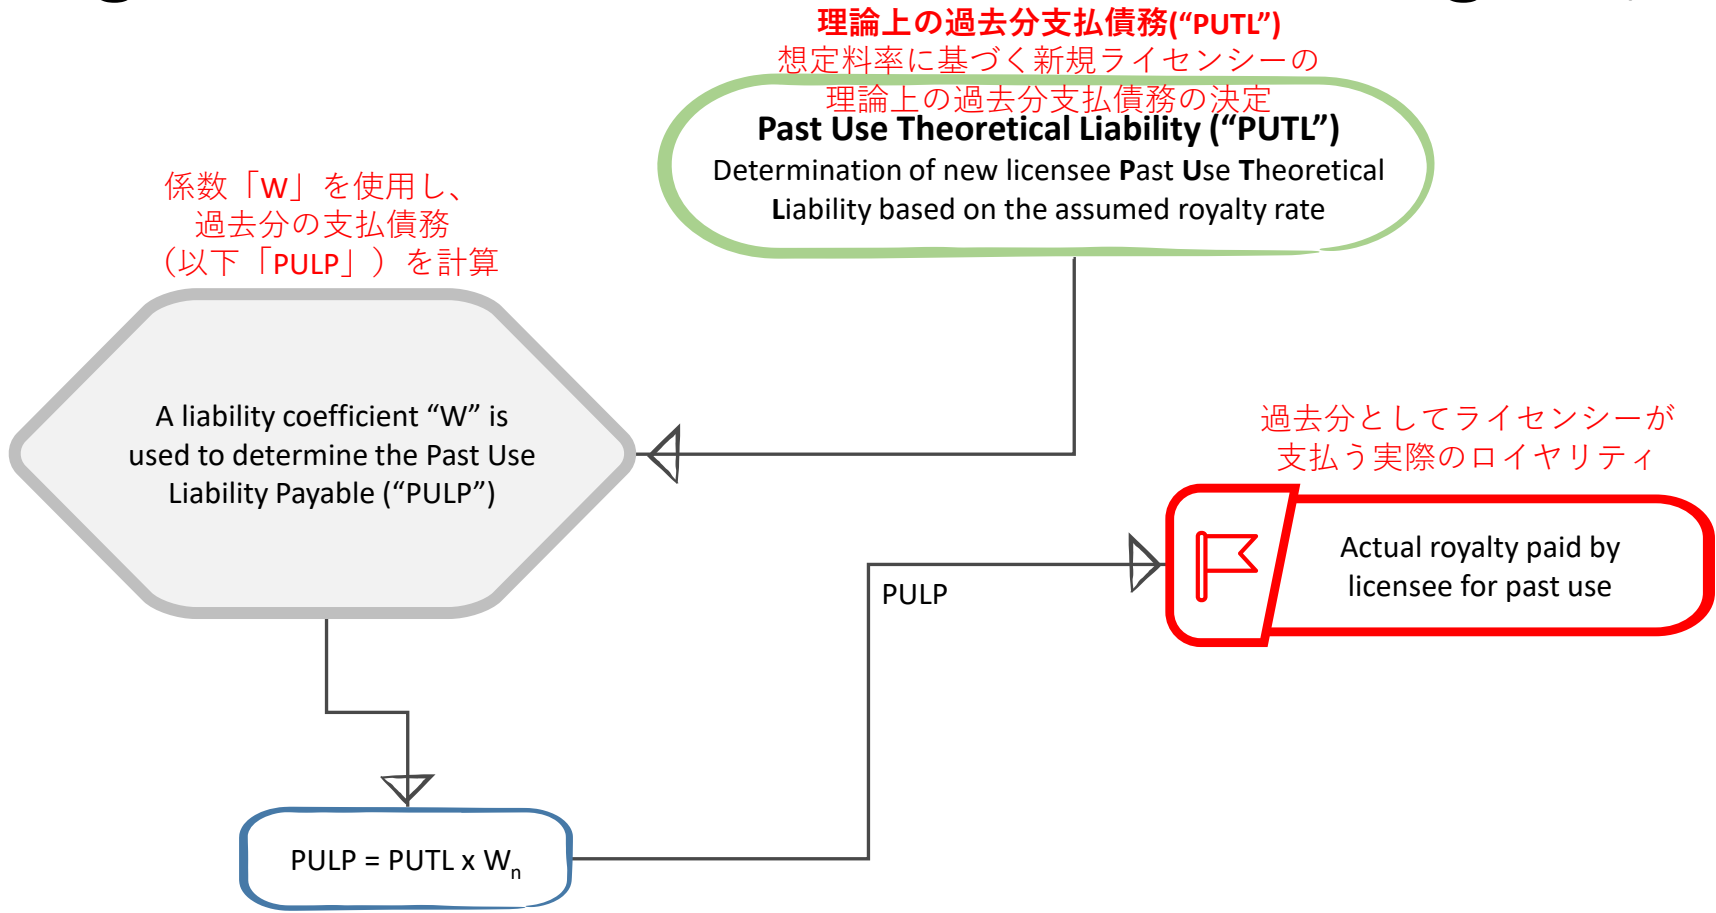 理論上の過去分支払債務(“PUTL”)
想定料率に基づく新規ライセンシーの
理論上の過去分支払債務の決定
Past Use Theoretical Liability (“PUTL”)
Determination of new licensee Past Use Theoretical
Liability based on the assumed royalty rate
係数「W」を使用し、
過去分の支払債務
（以下「PULP」）を計算
A liability coefficient “W” is
used to determine the Past Use
Liability Payable (“PULP”)
過去分としてライセンシーが
支払う実際のロイヤリティ
Actual royalty paid by
licensee for past use
PULP
PULP = PUTL x Wn